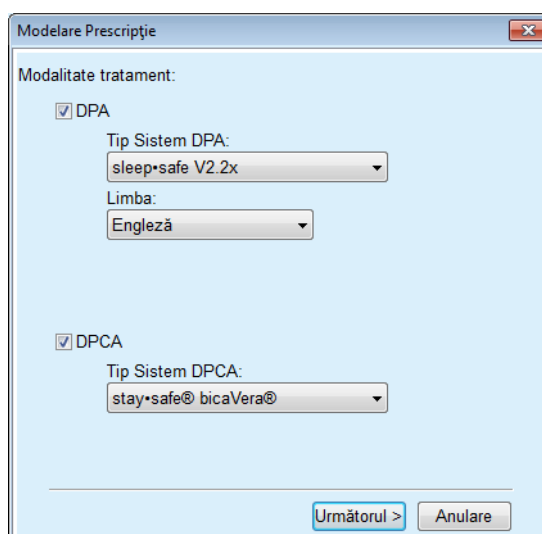 Modelare Prescripţie
Modalitate tratament:
DPA
Tip Sistem DPA:
sleep•safe V2.2x
Limba:
Engleză
DPCA
Tip Sistem DPCA:
stay•safe® bicaVera®
Următorul >
Anulare